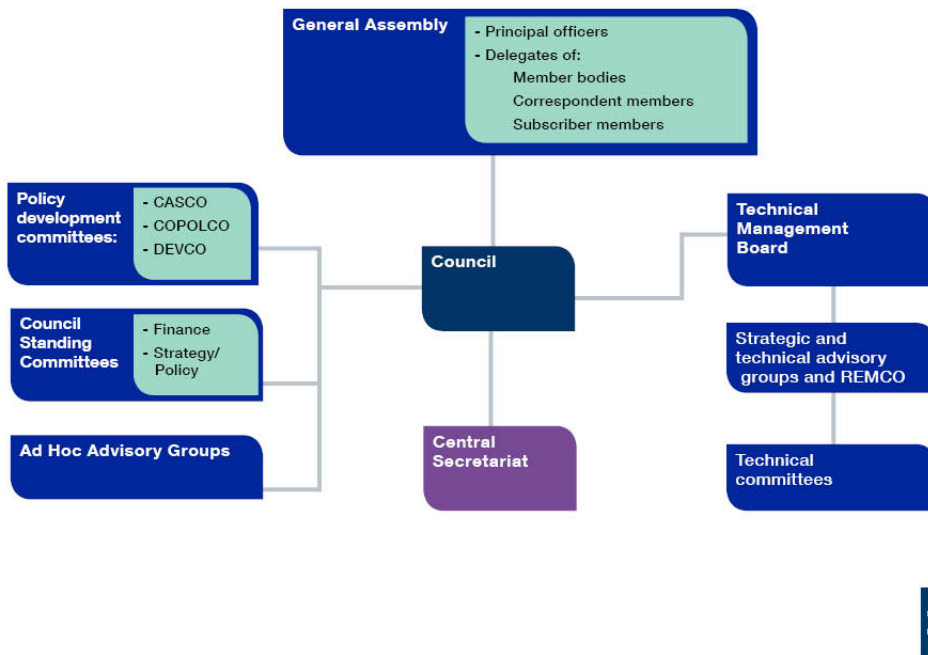 General Assembly
- Principal officers
- Delegates of:
Member bodies
Correspondent members
Subscriber members
Policy
development
committees:
- CASCO
- COPOLCO
- DEVCO
Council
Standing
Committees
- Finance
- Strategy/
Policy
Ad Hoc Advisory Groups
Council
Central
Secretariat
Technical
Management
Board
Strategic and
technical advisory
groups and REMCO
Technical
committees